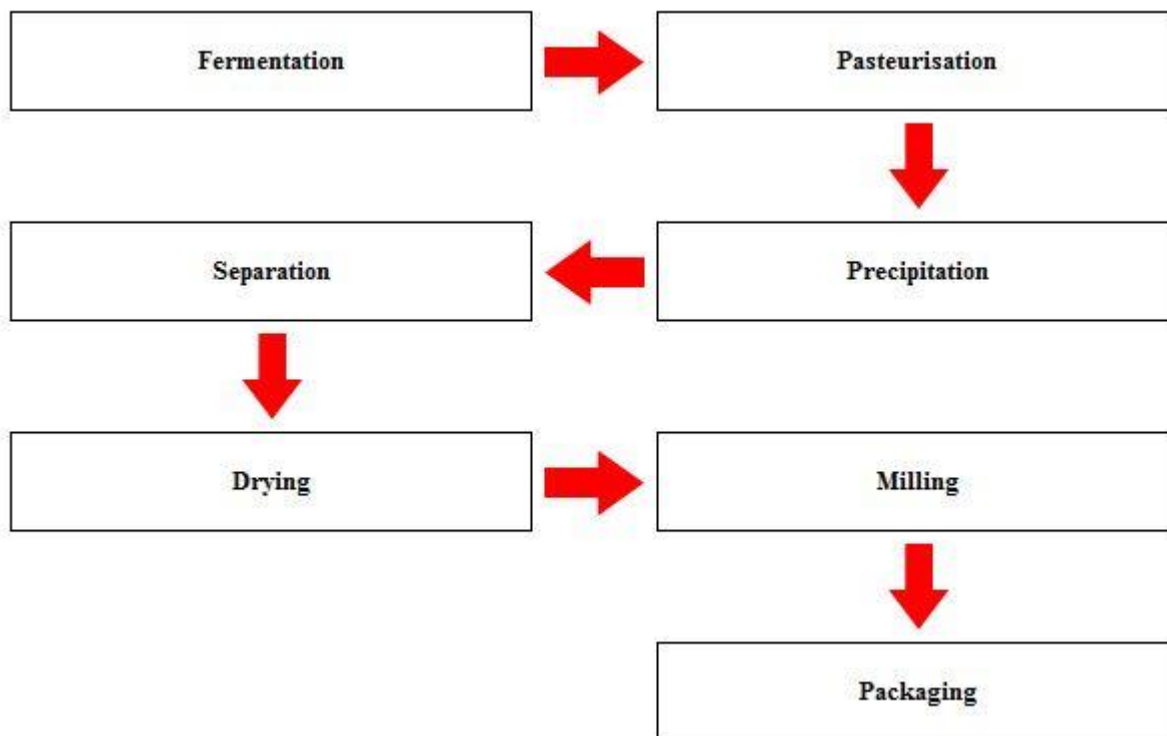 Fermentation
Pasteurisation
Precipitation
Separation
Drying
Milling
Packaging